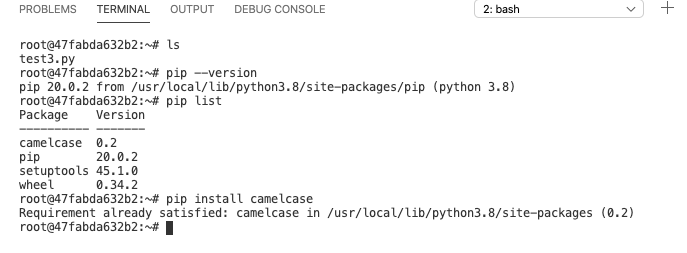 PROBLEMS TERMINAL OUTPUT DEBUG CONSOLE 2: bash
root@47fabda632b2:~# ls
test3.py
root@47fabda632b2:~# pip --version
pip 20.0.2 from /usr/local/lib/python3.8/site-packages/pip (python 3.8)
root@47fabda632b2:~# pip list
Package    Version
---------- -------
camelcase  0.2
pip        20.0.2
setuptools 45.1.0
wheel      0.34.2
root@47fabda632b2:~# pip install camelcase
Requirement already satisfied: camelcase in /usr/local/lib/python3.8/site-packages (0.2)
root@47fabda632b2:~#